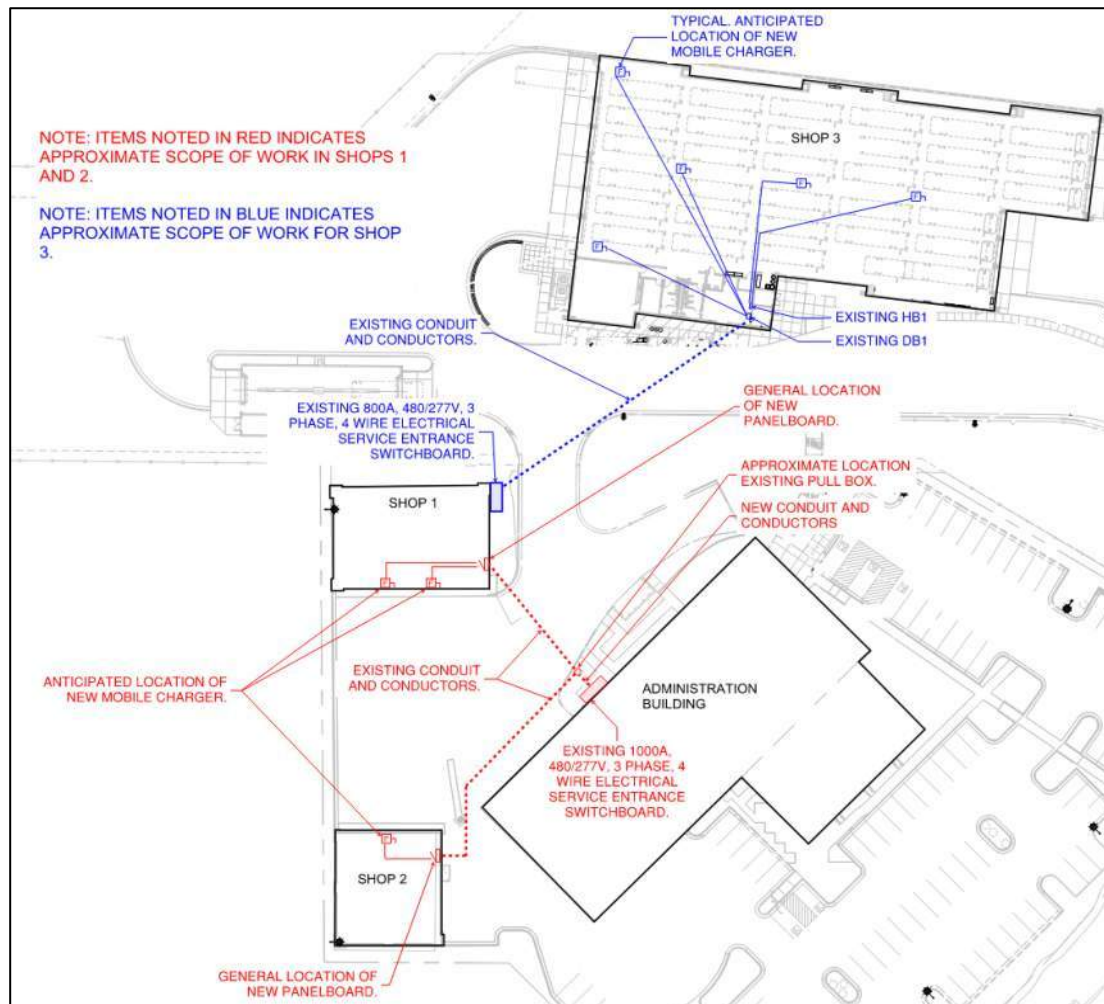 TYPICAL. ANTICIPATED
LOCATION OF NEW
MOBILE CHARGER.
NOTE: ITEMS NOTED IN RED INDICATES
APPROXIMATE SCOPE OF WORK IN SHOPS 1
AND 2.
SHOP 3
NOTE: ITEMS NOTED IN BLUE INDICATES
APPROXIMATE SCOPE OF WORK FOR SHOP
3.
EXISTING HB1
EXISTING DB1
EXISTING CONDUIT
AND CONDUCTORS.
GENERAL LOCATION
OF NEW
PANELBOARD.
EXISTING 800A, 480/277V, 3
PHASE, 4 WIRE ELECTRICAL
SERVICE ENTRANCE
SWITCHBOARD.
APPROXIMATE LOCATION
EXISTING PULL BOX.
SHOP 1
NEW CONDUIT AND
CONDUCTORS
ANTICIPATED LOCATION OF
NEW MOBILE CHARGER.
EXISTING CONDUIT
AND CONDUCTORS.
ADMINISTRATION
BUILDING
EXISTING 1000A,
480/277V, 3 PHASE, 4
WIRE ELECTRICAL
SERVICE ENTRANCE
SWITCHBOARD.
SHOP 2
GENERAL LOCATION OF
NEW PANELBOARD.